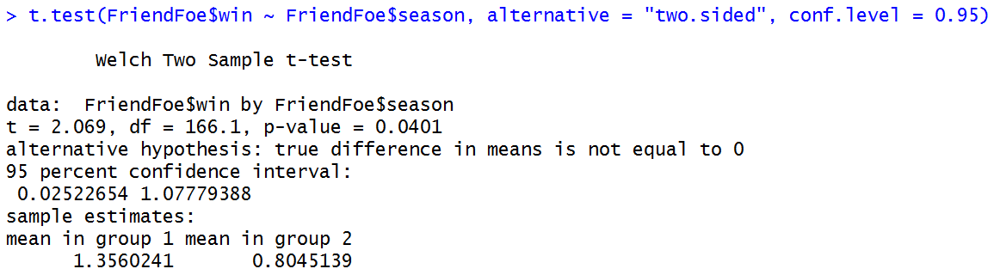 > t.test(FriendFoe$win ~ FriendFoe$season, alternative = "two.sided", conf.level = 0.95)
Welch Two Sample t-test
data:  FriendFoe$win by FriendFoe$season
t = 2.069, df = 166.1, p-value = 0.0401
alternative hypothesis: true difference in means is not equal to 0
95 percent confidence interval:
0.02522654 1.07779388
sample estimates:
mean in group 1 mean in group 2
1.3560241       0.8045139